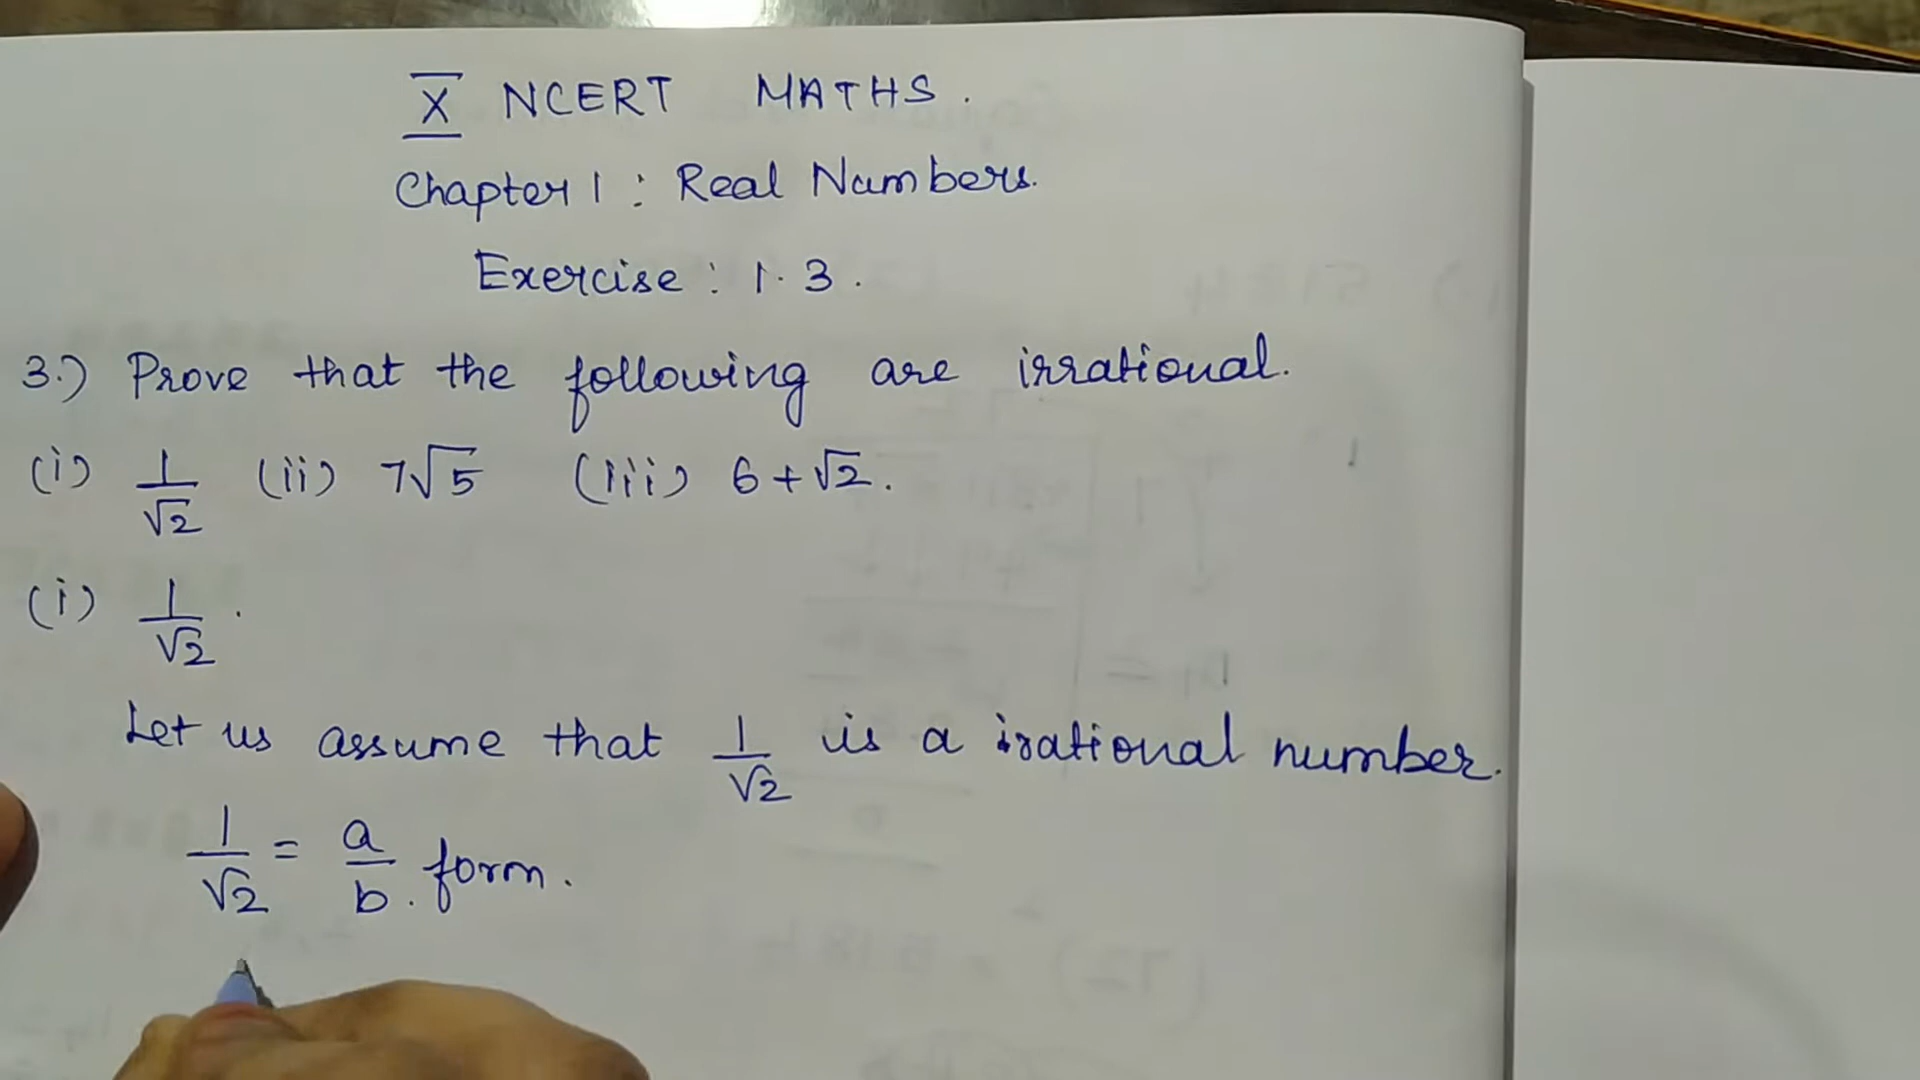 X NCERT MATHS.
Chapter 1 : Real Numbers.
Exercise : 1.3.
3.) Prove that the following are irrational.
(i) 1/√2 (ii) 7√5 (iii) 6+√2.
(i) 1/√2.
Let us assume that 1/√2 is a irational number.
1/√2 = a/b. form.